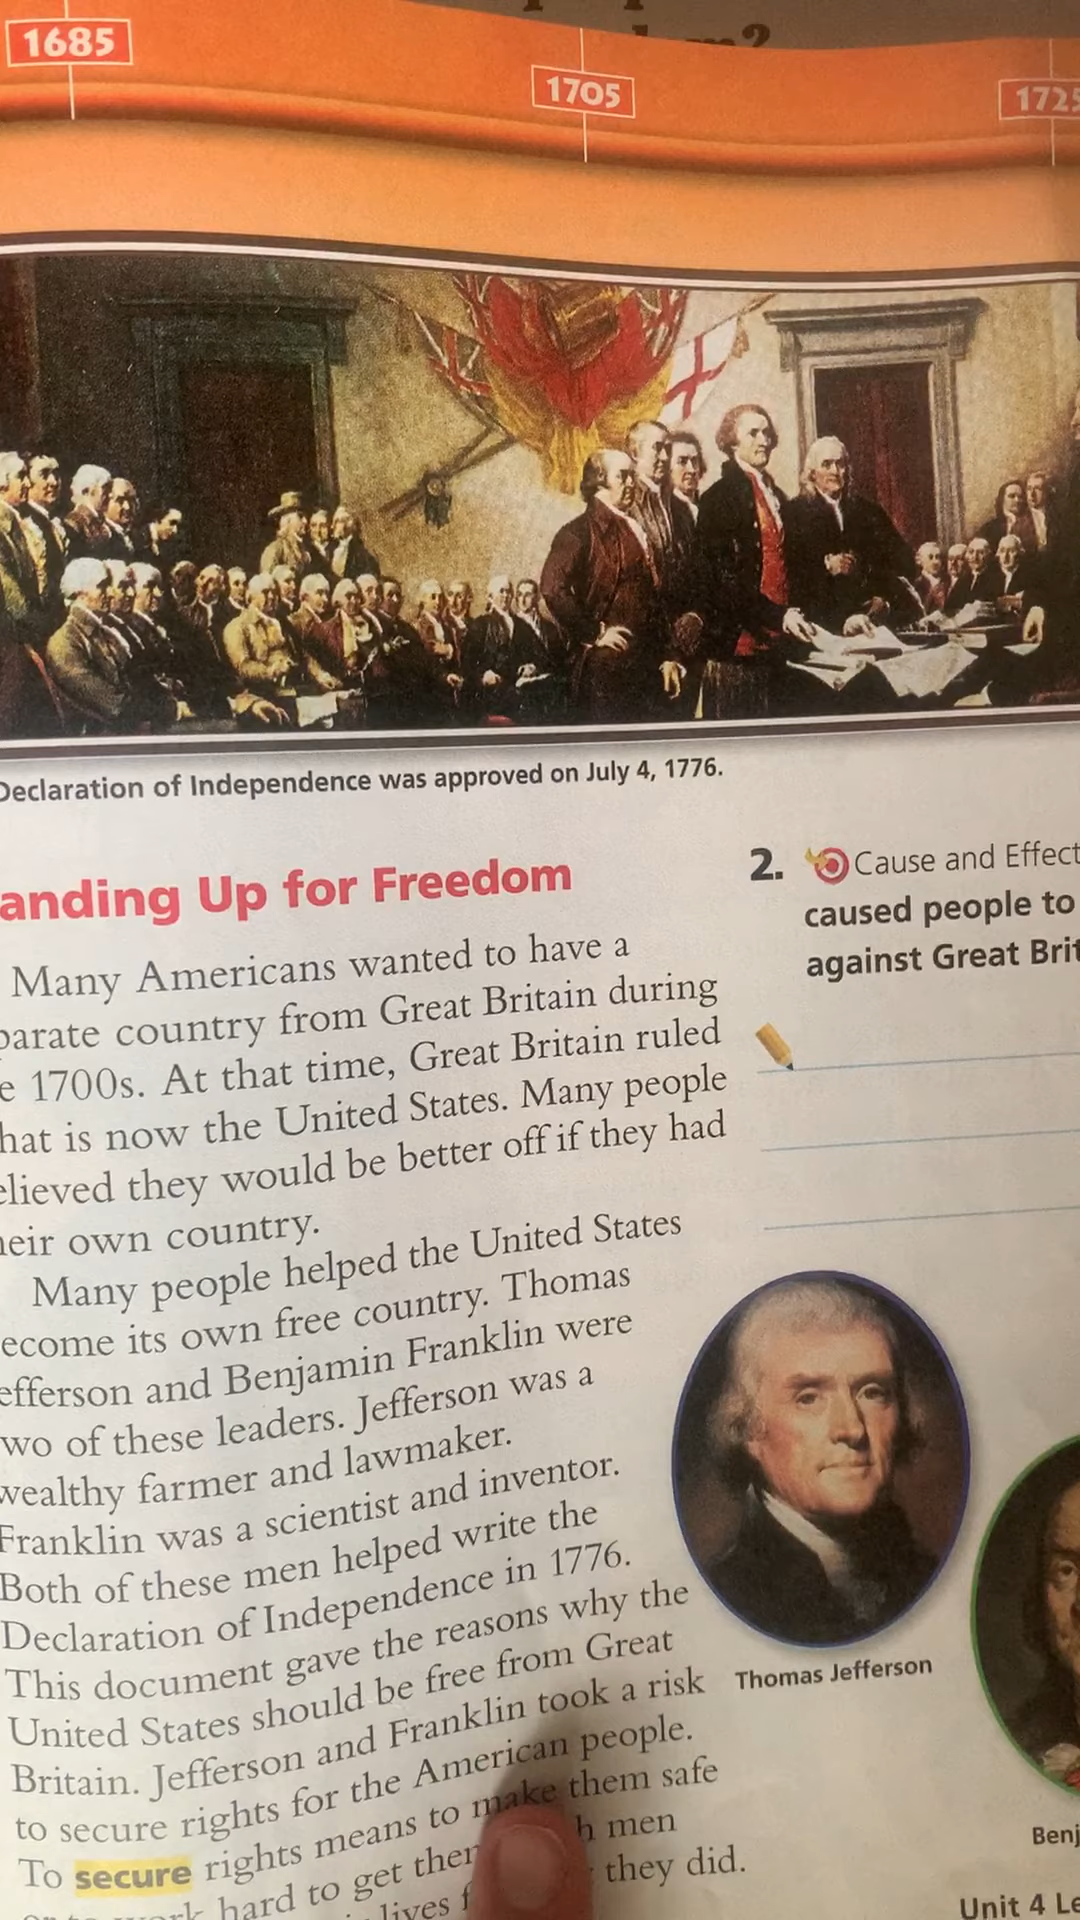 1685
1705
1725
Declaration of Independence was approved on July 4, 1776.
anding Up for Freedom
Many Americans wanted to have a
parate country from Great Britain during
e 1700s. At that time, Great Britain ruled
hat is now the United States. Many people
elieved they would be better off if they had
heir own country.
Many people helped the United States
ecome its own free country. Thomas
efferson and Benjamin Franklin were
wo of these leaders. Jefferson was a
wealthy farmer and lawmaker.
Franklin was a scientist and inventor.
Both of these men helped write the
Declaration of Independence in 1776.
This document gave the reasons why the
United States should be free from Great
Britain. Jefferson and Franklin took a risk
to secure rights for the American people.
To secure rights means to make them safe
hard to get them h men
lives f they did.
2. Cause and Effect
caused people to
against Great Brit
Thomas Jefferson
Benj
Unit 4 Le